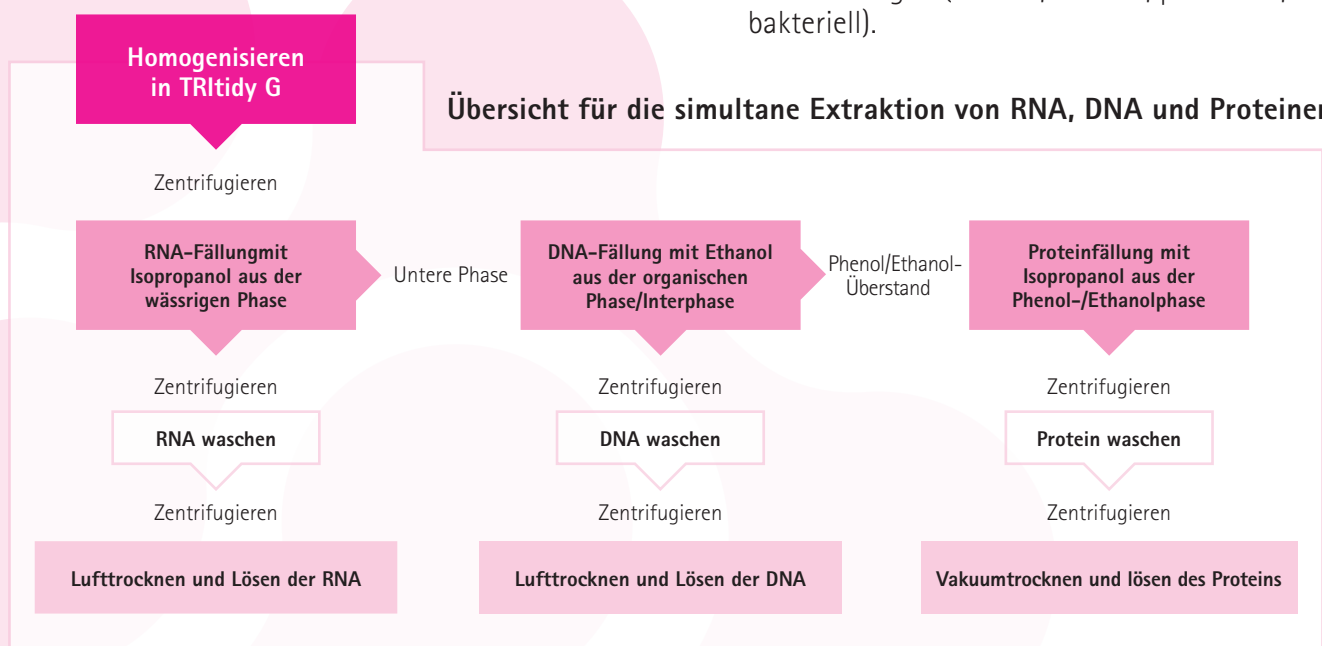 bakteriell).
Homogenisieren
in TRItidy G
Übersicht für die simultane Extraktion von RNA, DNA und
Zentrifugieren
RNA-Fällungmit
Isopropanol aus der
wässrigen Phase
Untere Phase
DNA-Fällung mit Ethanol
aus der organischen
Phase/Interphase
Phenol/Ethanol-
Überstand
Proteinfällung mit
Isopropanol aus der
Phenol-/Ethanolphase
Zentrifugieren
Zentrifugieren
Zentrifugieren
RNA waschen
DNA waschen
Protein waschen
Zentrifugieren
Zentrifugieren
Zentrifugieren
Lufttrocknen und Lösen der RNA
Lufttrocknen und Lösen der DNA
Vakuumtrocknen und lösen des Proteins